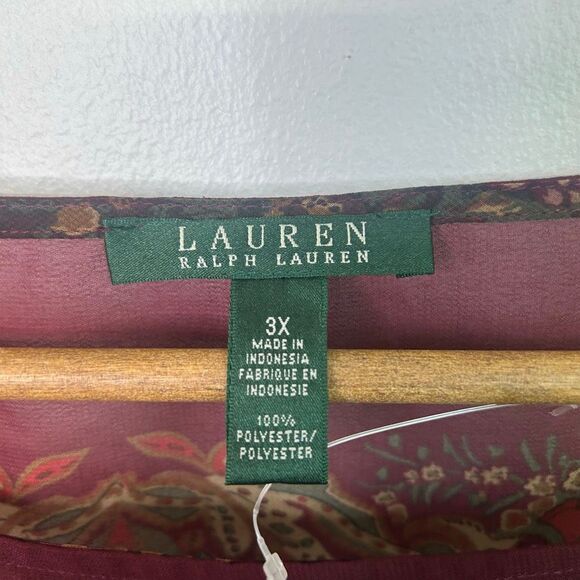 LAUREN
RALPH LAUREN
3X
MADE IN
INDONESIA
FABRIQUE EN
INDONESIE
100%
POLYESTER/
POLYESTER